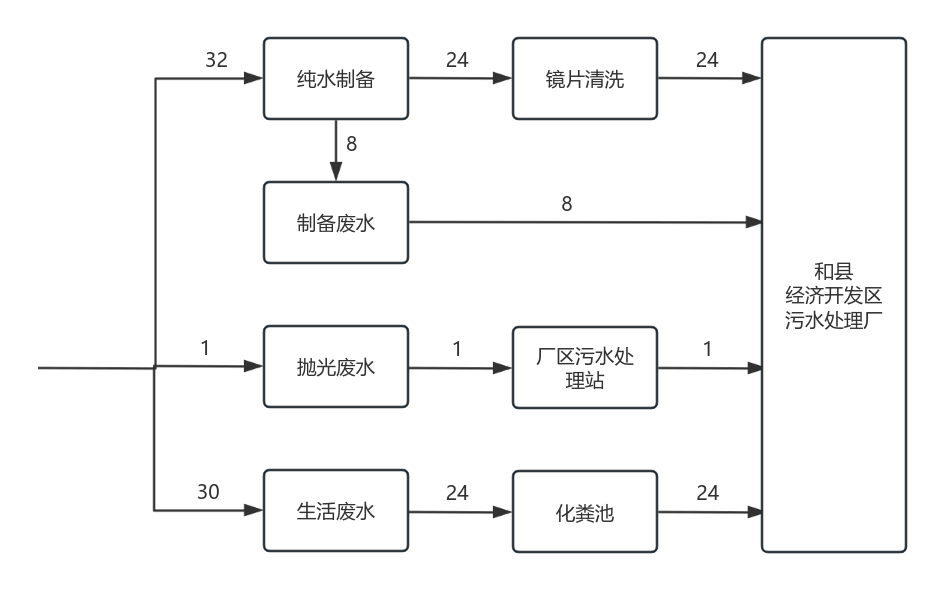 32
纯水制备
24
镜片清洗
24
8
制备废水
8
和县
经济开发区
污水处理厂
1
抛光废水
1
厂区污水处
理站
1
30
生活废水
24
化粪池
24